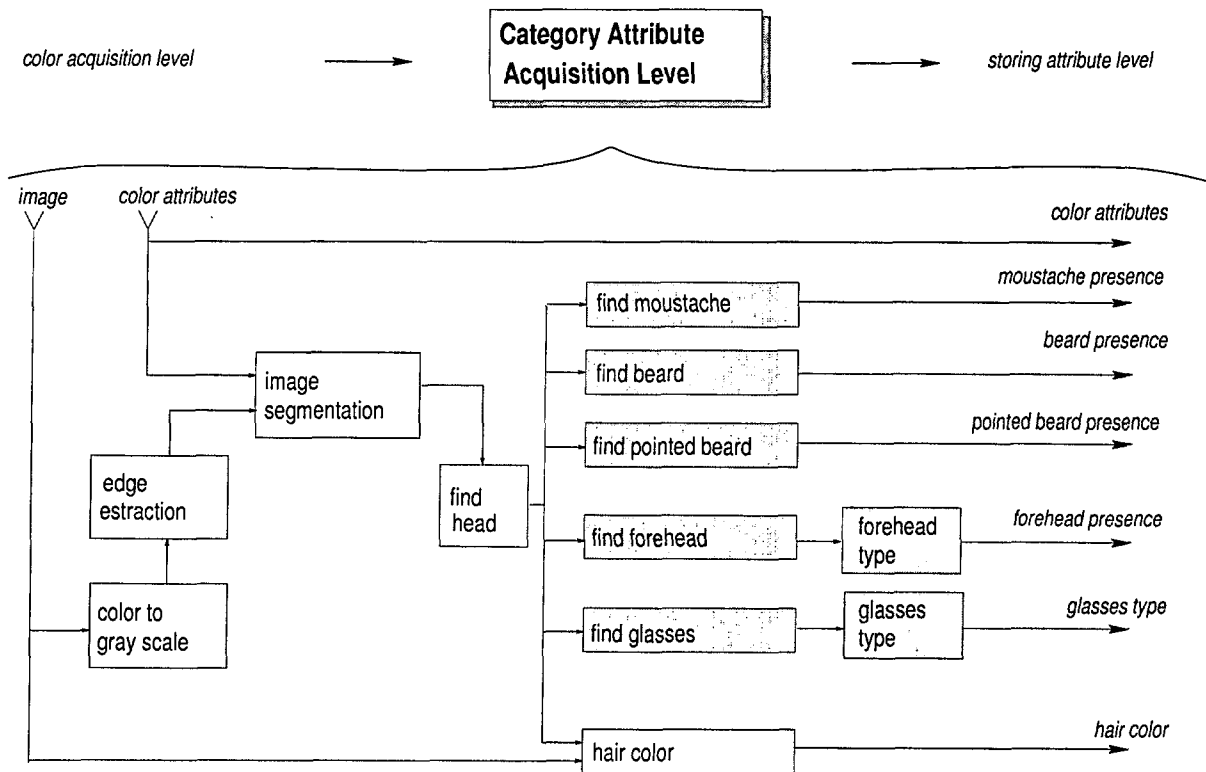 color acquisition level
Category Attribute
Acquisition Level
storing attribute level
image
color attributes
color attributes
moustache presence
find moustache
beard presence
image
segmentation
find beard
pointed beard presence
find pointed beard
edge
estraction
find
head
forehead presence
find forehead
forehead
type
color to
gray scale
glasses type
find glasses
glasses
type
hair color
hair color